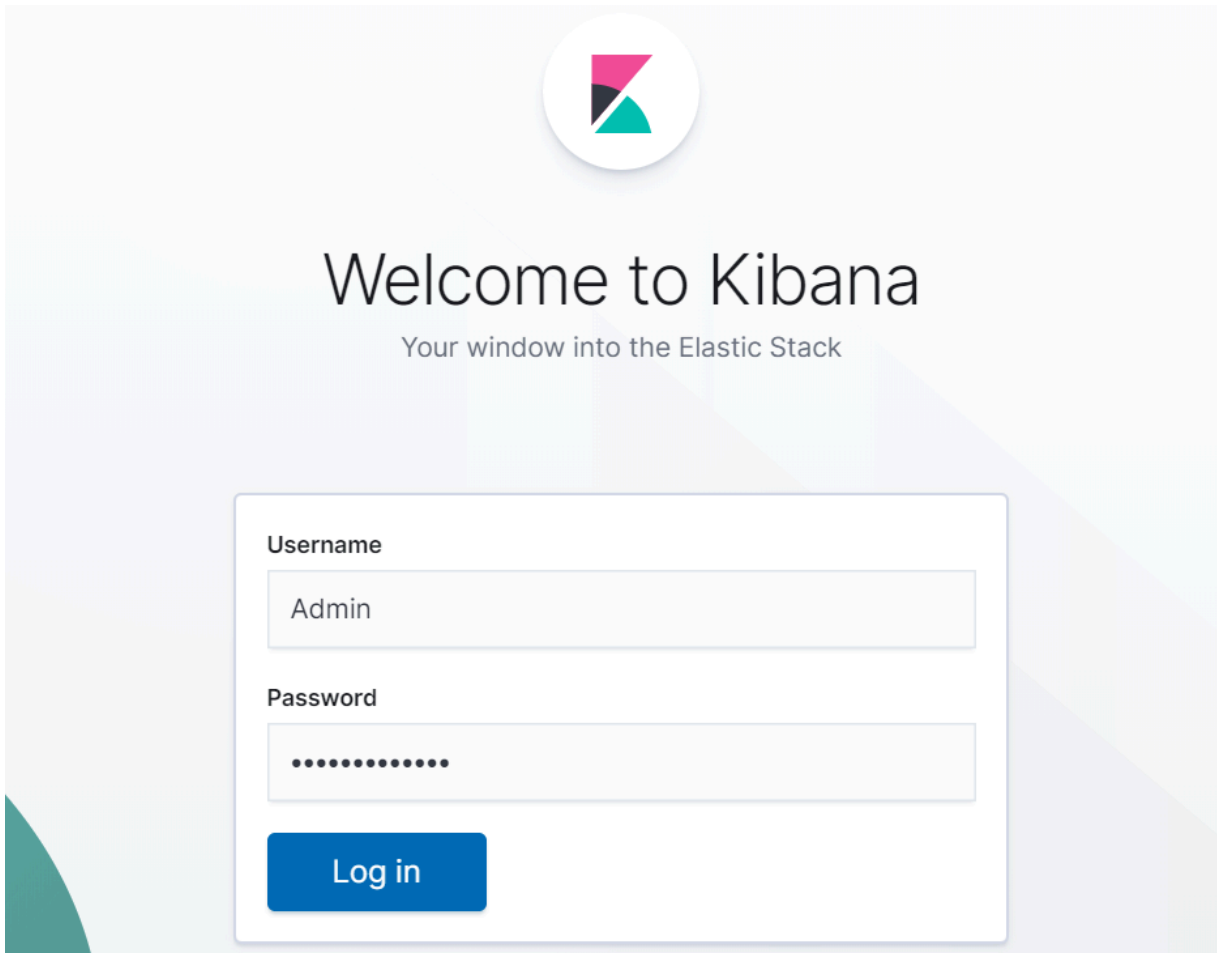 Welcome to Kibana
Your window into the Elastic Stack
Username
Admin
Password
•••••••••••••
Log in